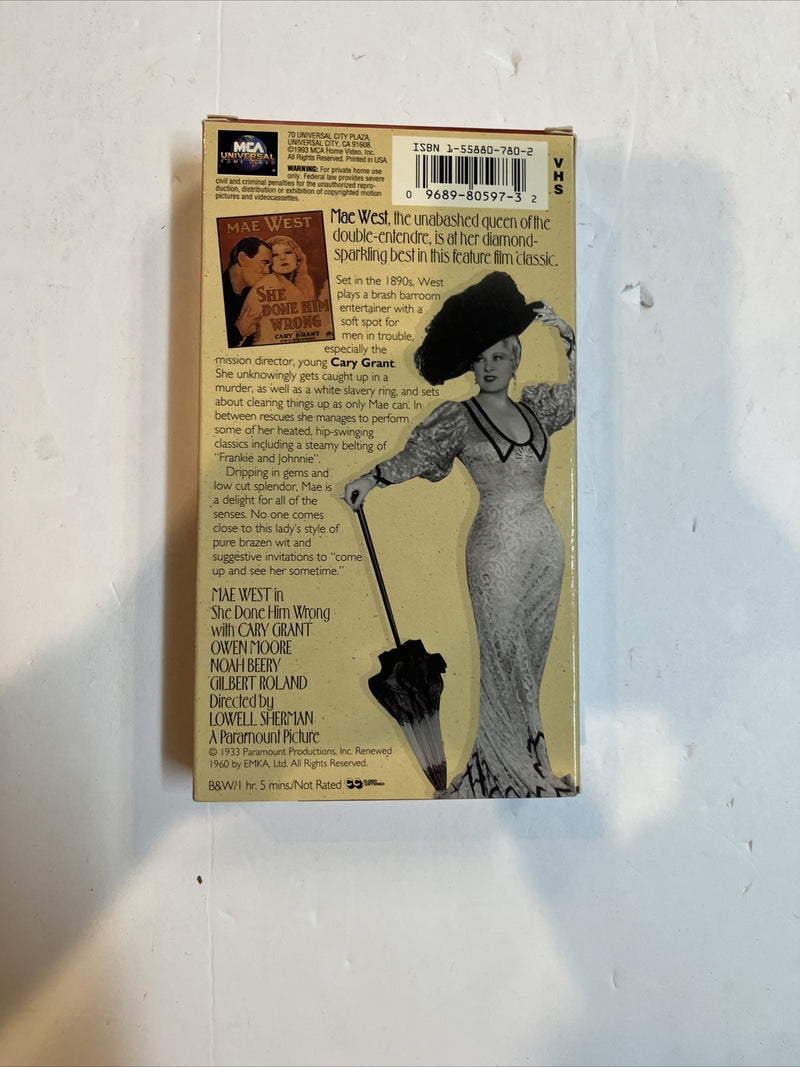 MCA
UNIVERSAL
HOME VIDEO
70 UNIVERSAL CITY PLAZA,
UNIVERSAL CITY, CA 91608.
©1993 MCA Home Video, Inc.
All Rights Reserved. Printed in USA.
WARNING: For private home use
only. Federal law provides severe
civil and criminal penalties for the unauthorized repro-
duction, distribution or exhibition of copyrighted motion
pictures and videocassettes.
ISBN 1-55880-780-2
0 9689-80597-3 2
VHS
MAE WEST
SHE
DONE HIM
WRONG
CARY GRANT
Mae West, the unabashed queen of the
double-entendre, is at her diamond-
sparkling best in this feature film classic.
Set in the 1890s, West
plays a brash barroom
entertainer with a
soft spot for
men in trouble,
especially the
mission director, young Cary Grant.
She unknowingly gets caught up in a
murder, as well as a white slavery ring, and sets
about clearing things up as only Mae can. In-
between rescues she manages to perform
some of her heated, hip-swinging
classics including a steamy belting of
"Frankie and Johnnie".
Dripping in gems and
low cut splendor, Mae is
a delight for all of the
senses. No one comes
close to this lady's style of
pure brazen wit and
suggestive invitations to "come
up and see her sometime."
MAE WEST in
She Done Him Wrong
with CARY GRANT
OWEN MOORE
NOAH BEERY
GILBERT ROLAND
Directed by
LOWELL SHERMAN
A Paramount Picture
© 1933 Paramount Productions, Inc. Renewed
1960 by EMKA, Ltd. All Rights Reserved.
B&W/1 hr. 5 mins./Not Rated CC CLOSED CAPTIONED